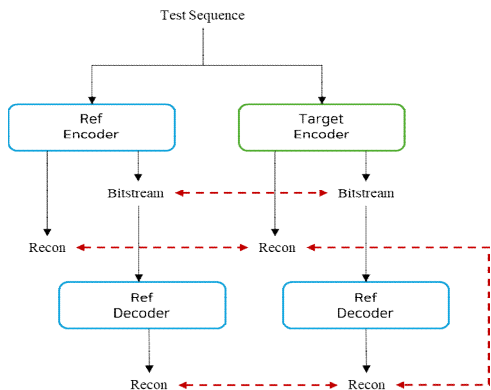 Test Sequence
Ref
Encoder
Target
Encoder
Bitstream
Bitstream
Recon
Recon
Ref
Decoder
Ref
Decoder
Recon
Recon